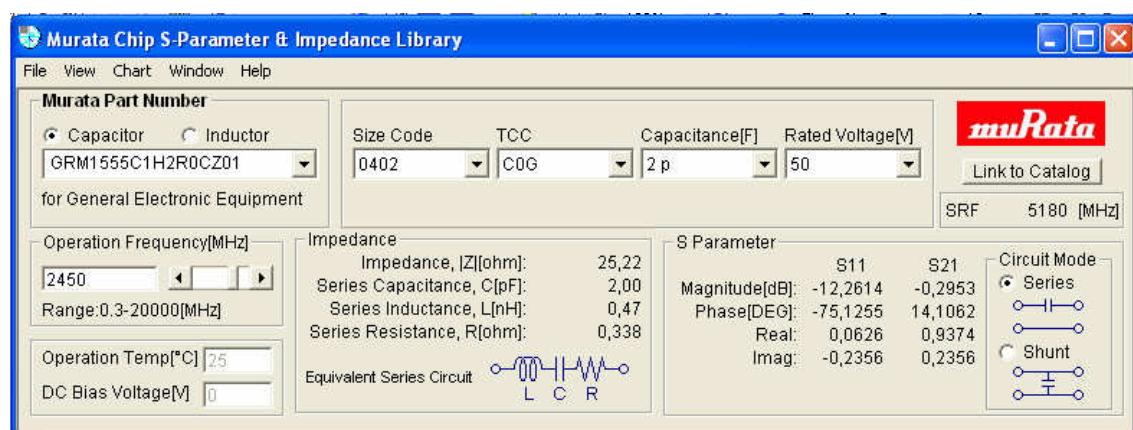 Murata Chip S-Parameter & Impedance Library
File View Chart Window Help
Murata Part Number
Capacitor Inductor
GRM1555C1H2R0CZ01
for General Electronic Equipment
Size Code TCC Capacitance[F] Rated Voltage[V]
0402 C0G 2 p 50
muRata
Link to Catalog
SRF 5180 [MHz]
Operation Frequency[MHz]
2450
Range:0.3-20000[MHz]
Operation Temp[°C] 25
DC Bias Voltage[V] 0
Impedance
Impedance, |Z|[ohm]: 25,22
Series Capacitance, C[pF]: 2,00
Series Inductance, L[nH]: 0,47
Series Resistance, R[ohm]: 0,338
Equivalent Series Circuit
L C R
S Parameter
S11 S21
Magnitude[dB]: -12,2614 -0,2953
Phase[DEG]: -75,1255 14,1062
Real: 0,0626 0,9374
Imag: -0,2356 0,2356
Circuit Mode
Series
Shunt